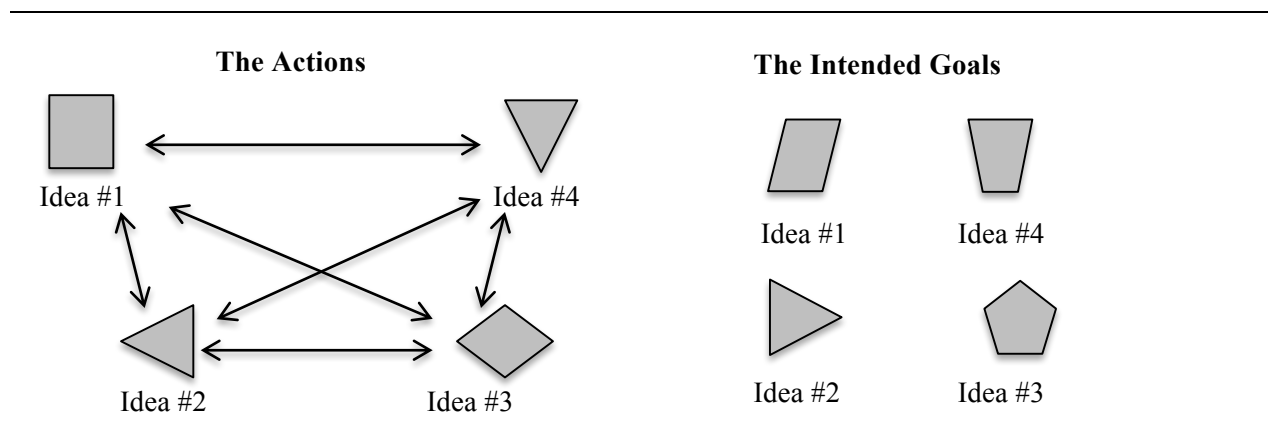 The Actions
Idea #1
Idea #4
Idea #2
Idea #3
The Intended Goals
Idea #1
Idea #4
Idea #2
Idea #3